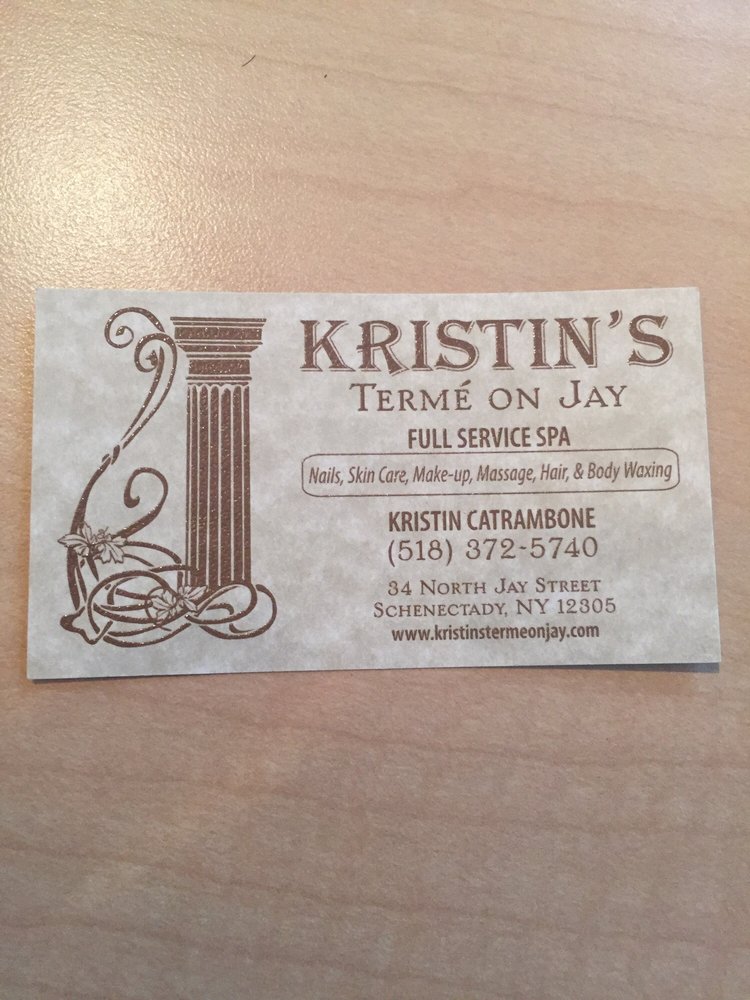 KRISTIN'S
TERMÉ ON JAY
FULL SERVICE SPA
Nails, Skin Care, Make-up, Massage, Hair, & Body Waxing
KRISTIN CATRAMBONE
(518) 372-5740
34 NORTH JAY STREET
SCHENECTADY, NY 12305
www.kristinstermeonjay.com